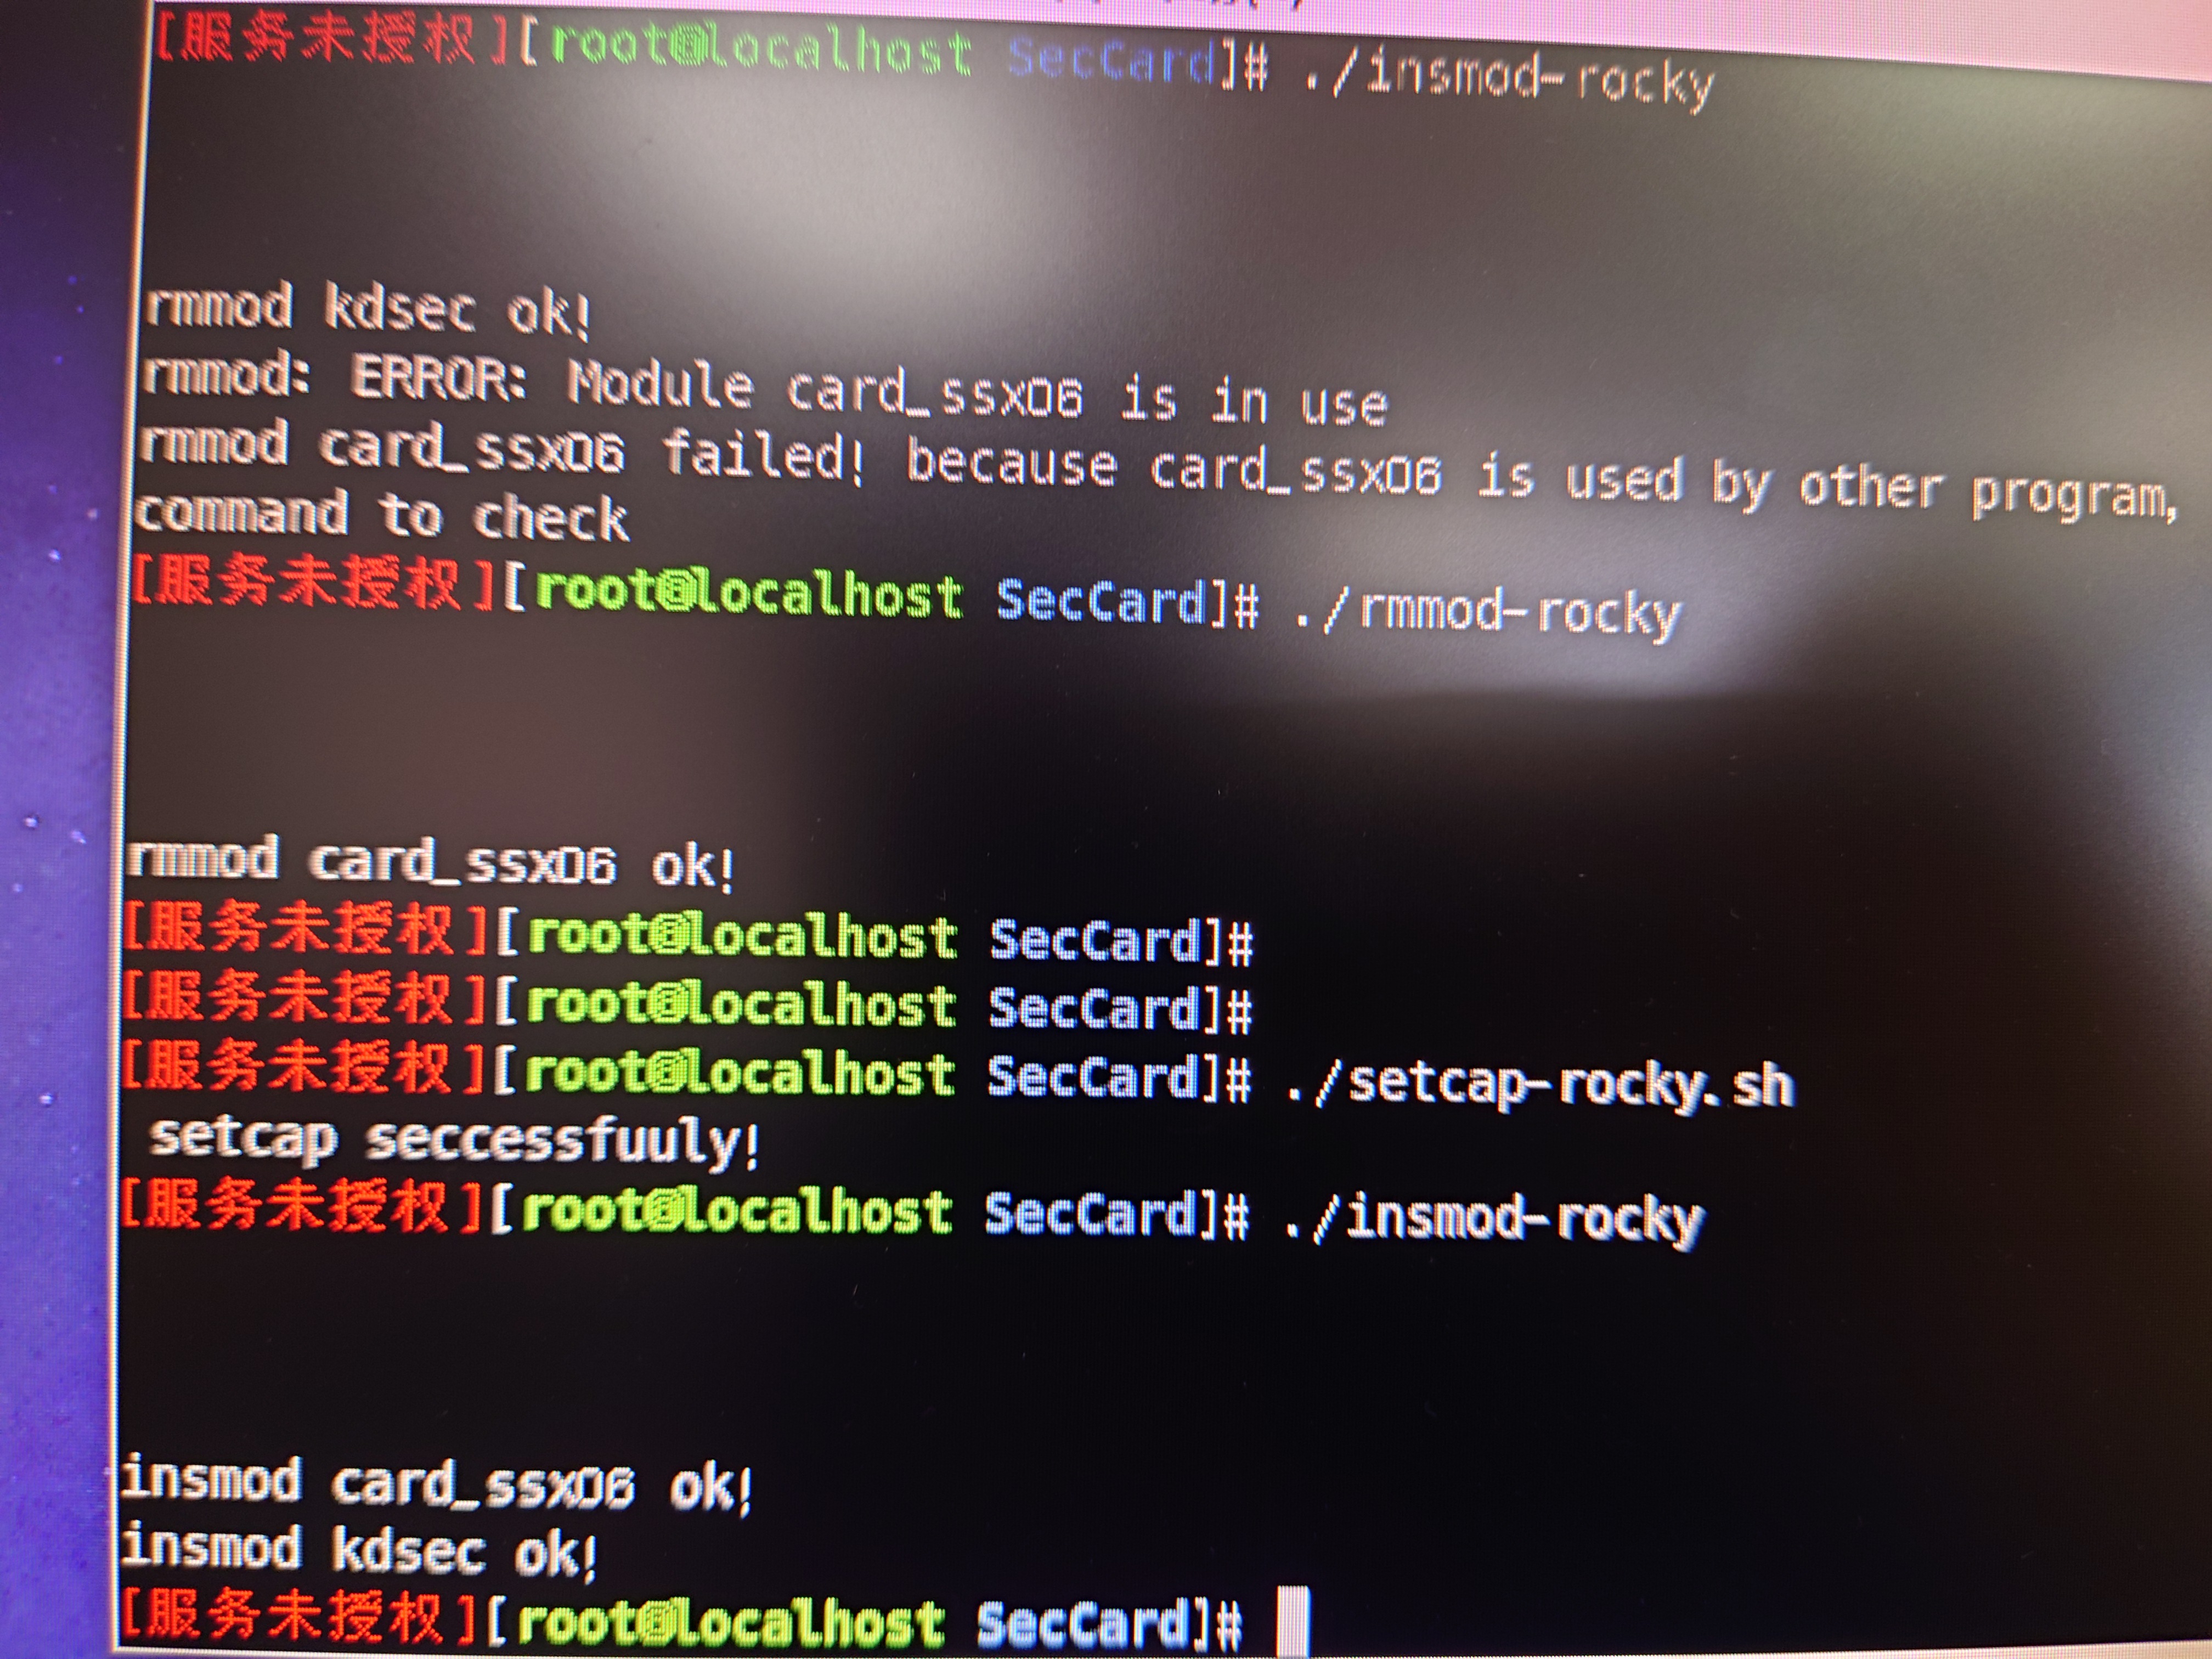 [服务未授权][root@localhost SecCard]# ./insmod-rocky
rmmod kdsec ok!
rmmod: ERROR: Module card_ssx06 is in use
rmmod card_ssx06 failed! because card_ssx06 is used by other program,
command to check
[服务未授权][root@localhost SecCard]# ./rmmod-rocky
rmmod card_ssx06 ok!
[服务未授权][root@localhost SecCard]#
[服务未授权][root@localhost SecCard]#
[服务未授权][root@localhost SecCard]# ./setcap-rocky.sh
setcap seccessfuuly!
[服务未授权][root@localhost SecCard]# ./insmod-rocky
insmod card_ssx06 ok!
insmod kdsec ok!
[服务未授权][root@localhost SecCard]#